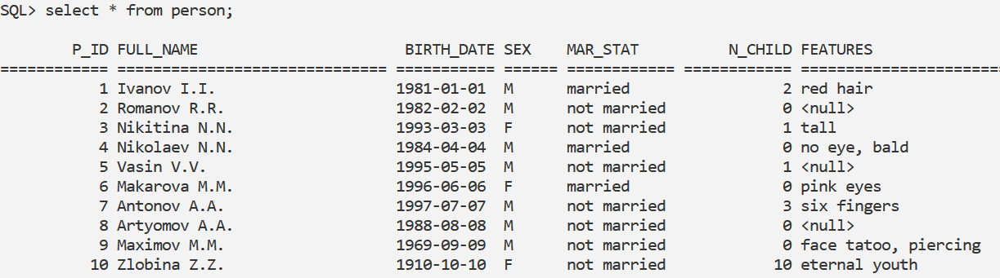 SQL> select * from person;
P_ID FULL_NAME BIRTH_DATE SEX MAR_STAT N_CHILD FEATURES
============ ============================== =========== ====== ============ ============ =======================
1 Ivanov I.I. 1981-01-01 M married 2 red hair
2 Romanov R.R. 1982-02-02 M not married 0 <null>
3 Nikitina N.N. 1993-03-03 F not married 1 tall
4 Nikolaev N.N. 1984-04-04 M married 0 no eye, bald
5 Vasin V.V. 1995-05-05 M not married 1 <null>
6 Makarova M.M. 1996-06-06 F married 0 pink eyes
7 Antonov A.A. 1997-07-07 M not married 3 six fingers
8 Artyomov A.A. 1988-08-08 M not married 0 <null>
9 Maximov M.M. 1969-09-09 M not married 0 face tatoo, piercing
10 Zlobina Z.Z. 1910-10-10 F not married 10 eternal youth